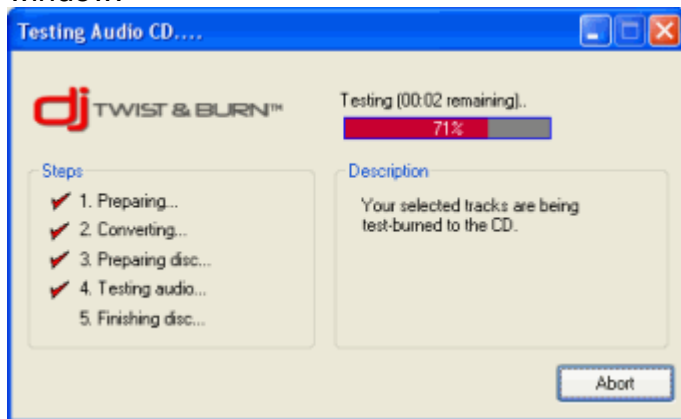 Testing Audio CD....
dj TWIST & BURN™
Testing (00:02 remaining)..
71%
Steps
1. Preparing...
2. Converting...
3. Preparing disc...
4. Testing audio...
5. Finishing disc...
Description
Your selected tracks are being
test-burned to the CD.
Abort